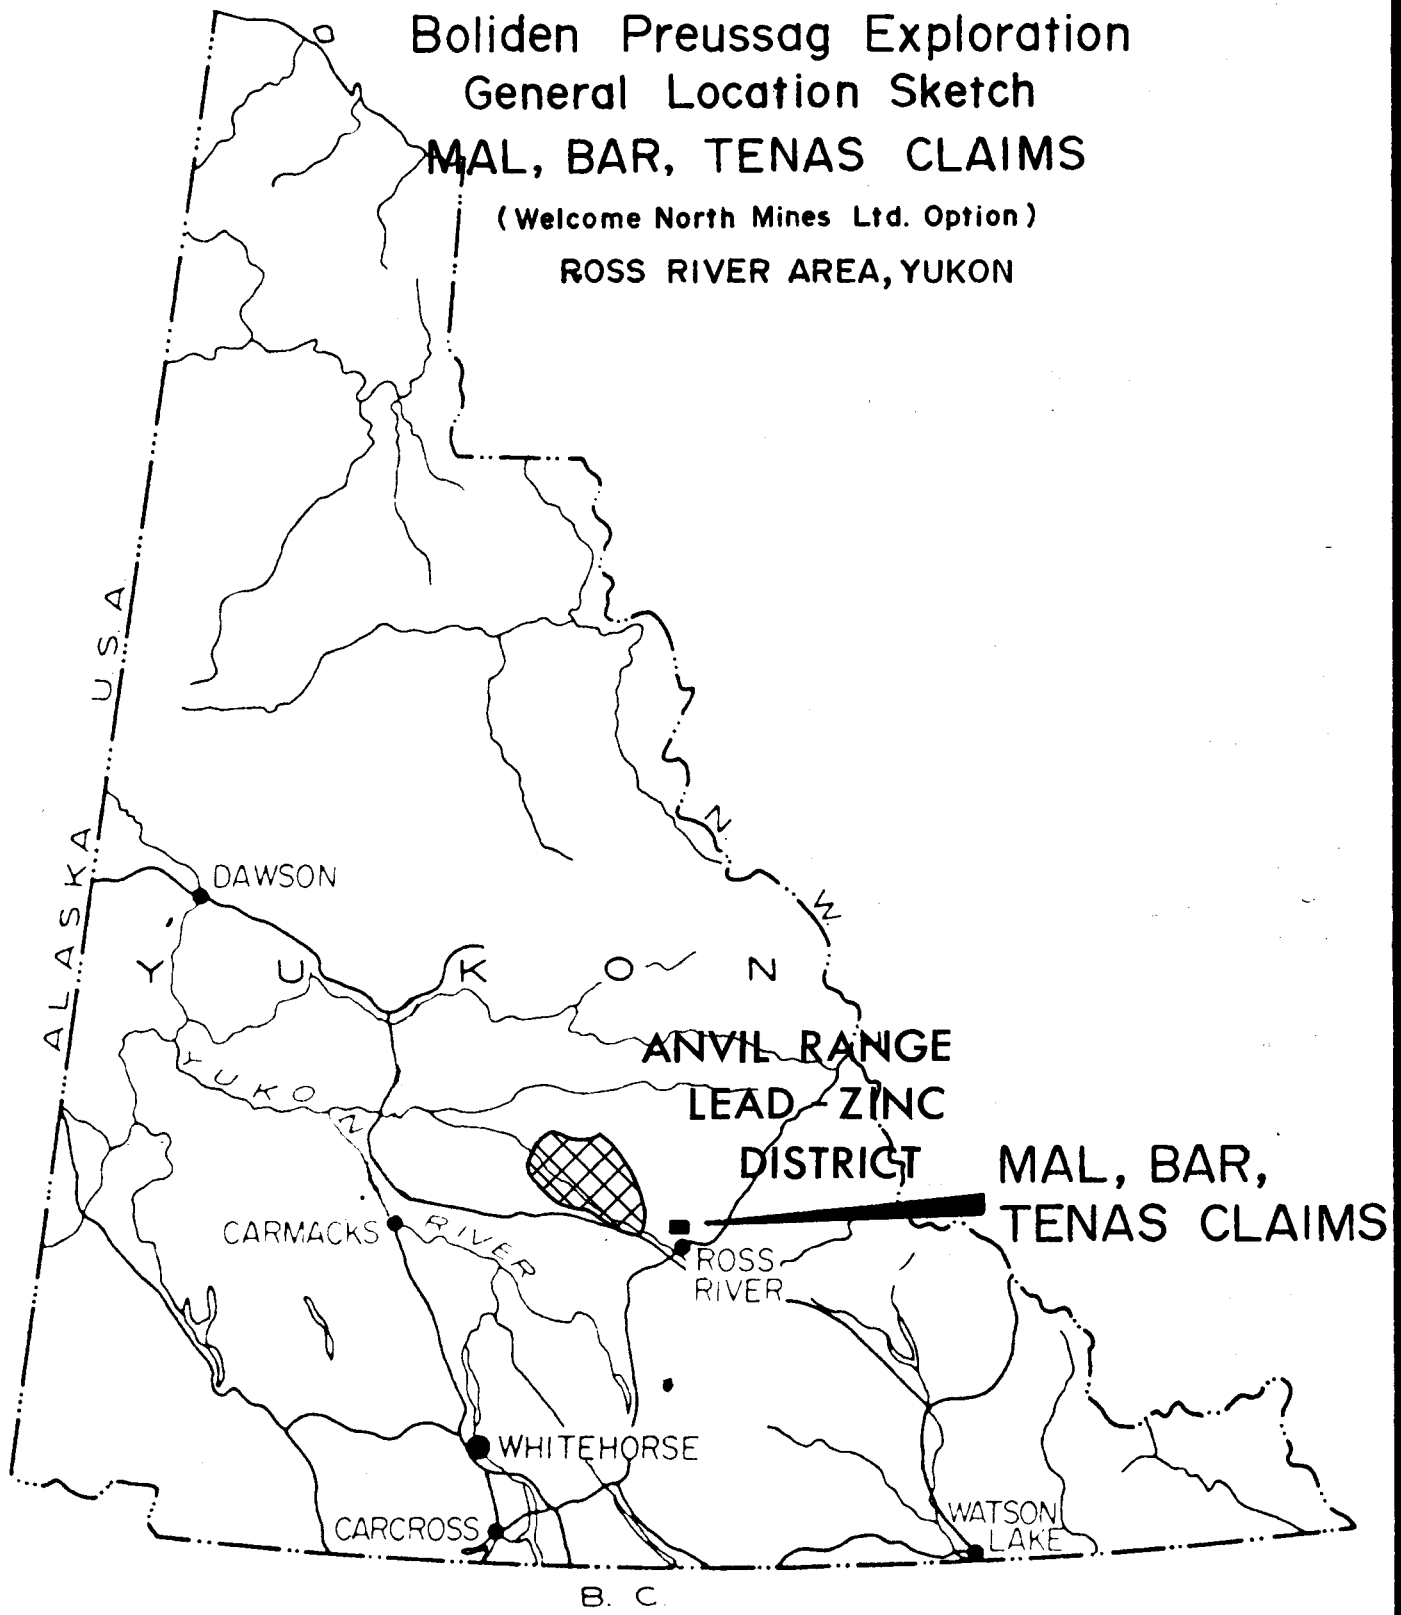 Boliden Preussag Exploration
General Location Sketch
MAL, BAR, TENAS CLAIMS
(Welcome North Mines Ltd. Option)
ROSS RIVER AREA, YUKON
ALASKA U.S.A.
N. W.
DAWSON
YUKON
YUKON RIVER
ANVIL RANGE
LEAD-ZINC
DISTRICT
MAL, BAR,
TENAS CLAIMS
CARMACKS
ROSS
RIVER
WHITEHORSE
CARCROSS
WATSON
LAKE
B. C.